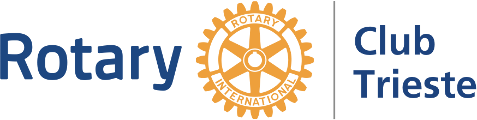 Rotary
ROTARY
INTERNATIONAL
Club
Trieste